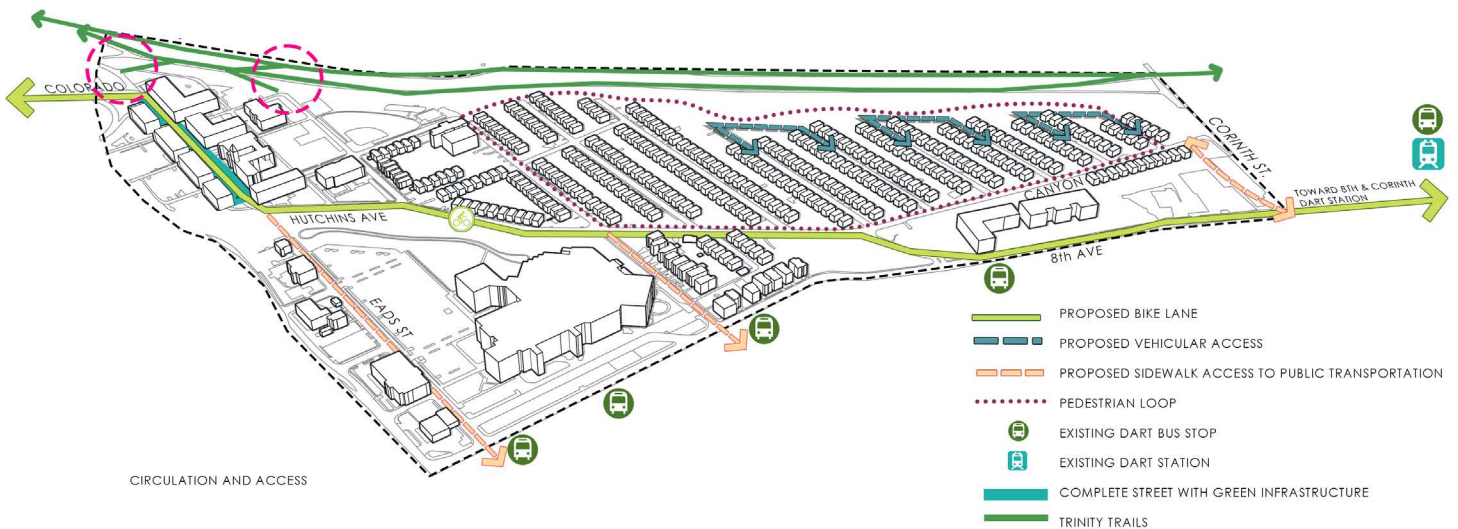 COLORADO
HUTCHINS AVE
EADS ST
CANYON
8th AVE
CORINTH ST.
TOWARD 8TH & CORINTH
DART STATION
PROPOSED BIKE LANE
PROPOSED VEHICULAR ACCESS
PROPOSED SIDEWALK ACCESS TO PUBLIC TRANSPORTATION
PEDESTRIAN LOOP
EXISTING DART BUS STOP
EXISTING DART STATION
COMPLETE STREET WITH GREEN INFRASTRUCTURE
TRINITY TRAILS
CIRCULATION AND ACCESS